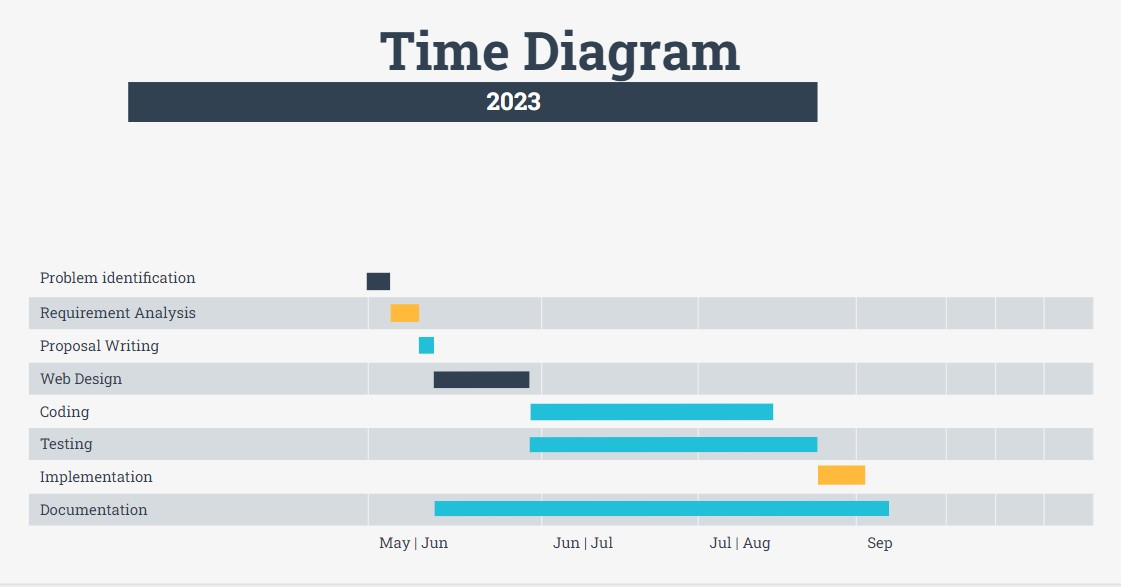 Time Diagram
2023
Problem identification
Requirement Analysis
Proposal Writing
Web Design
Coding
Testing
Implementation
Documentation
May | Jun Jun | Jul Jul | Aug Sep